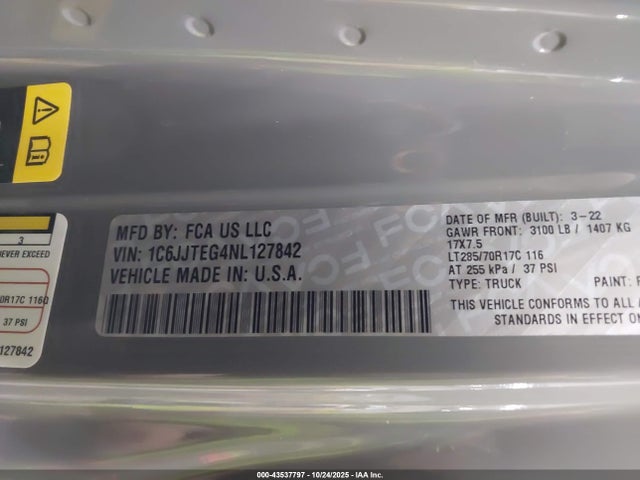 MFD BY: FCA US LLC
VIN: 1C6JJTEG4NL127842
VEHICLE MADE IN: U.S.A.
DATE OF MFR (BUILT): 3-22
GAWR FRONT: 3100 LB / 1407 KG
17X7.5
LT285/70R17C 116
AT 255 kPa / 37 PSI
TYPE: TRUCK PAINT:
THIS VEHICLE CONFORMS TO ALL
STANDARDS IN EFFECT ON
3
EVER EXCEED
70R17C 116Q
37 PSI
127842
000-43537797 - 10/24/2025 - IAA Inc.